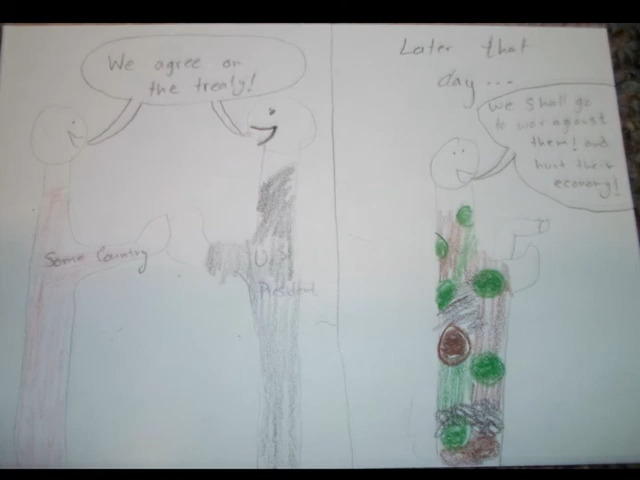 We agree on
the treaty!
Some Country
U.S.
President
Later that
day...
We Shall go
to war against
them! and
hurt their
economy!